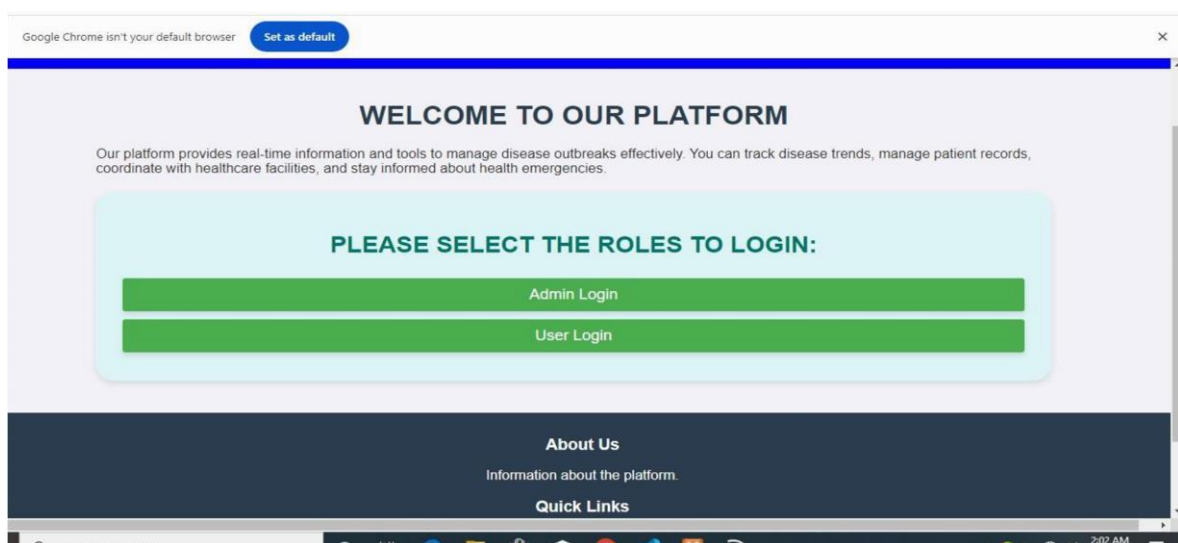 Google Chrome isn't your default browser Set as default
WELCOME TO OUR PLATFORM
Our platform provides real-time information and tools to manage disease outbreaks effectively. You can track disease trends, manage patient records,
coordinate with healthcare facilities, and stay informed about health emergencies.
PLEASE SELECT THE ROLES TO LOGIN:
Admin Login
User Login
About Us
Information about the platform.
Quick Links
2:02 AM